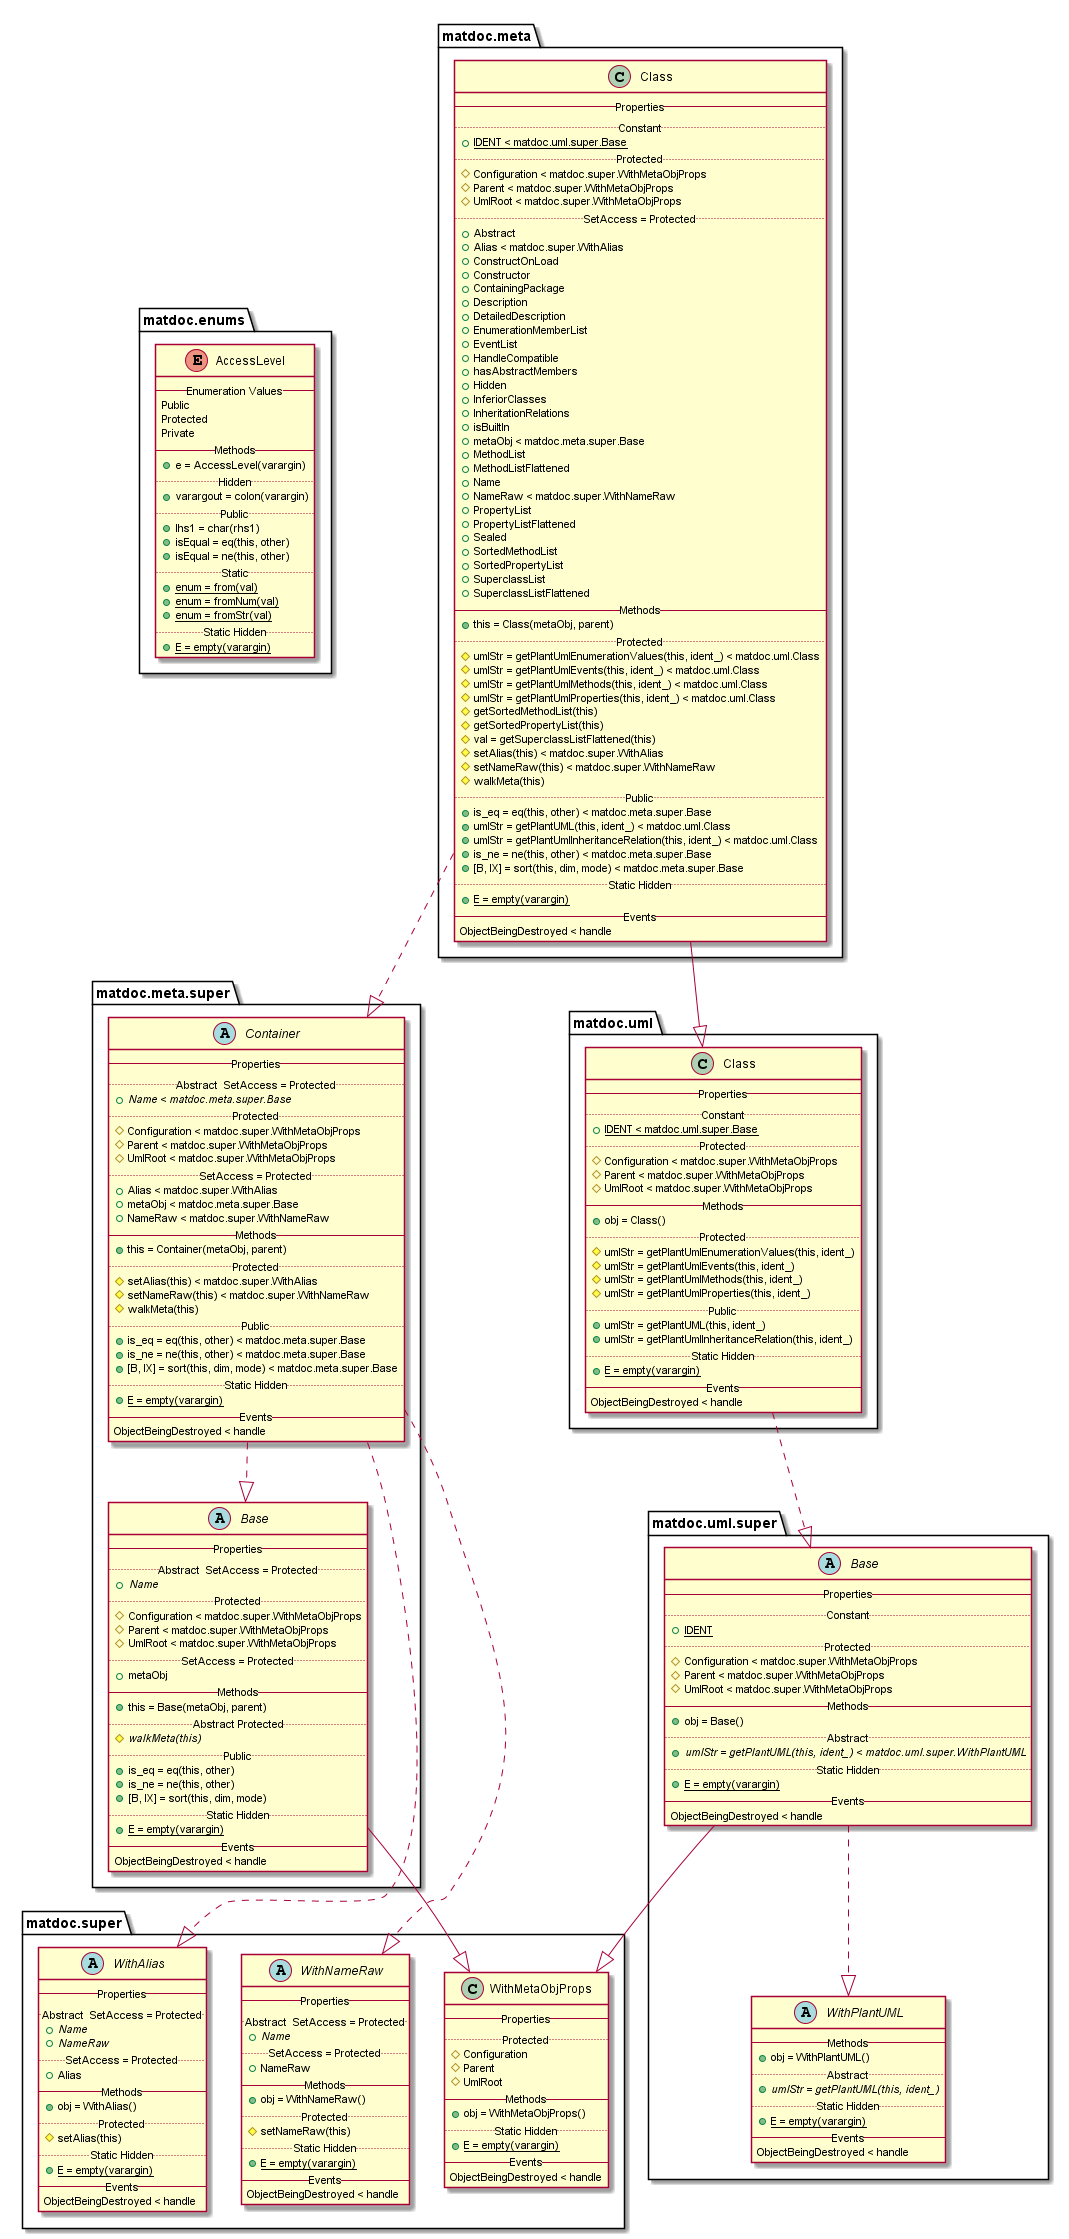 matdoc.meta
C Class
Properties
Constant
IDENT < matdoc.uml.super.Base
Protected
Configuration < matdoc.super.WithMetaObjProps
Parent < matdoc.super.WithMetaObjProps
UmlRoot < matdoc.super.WithMetaObjProps
SetAccess = Protected
Abstract
Alias < matdoc.super.WithAlias
ConstructOnLoad
Constructor
ContainingPackage
Description
DetailedDescription
EnumerationMemberList
EventList
HandleCompatible
hasAbstractMembers
Hidden
InferiorClasses
InheritationRelations
isBuiltIn
metaObj < matdoc.meta.super.Base
MethodList
MethodListFlattened
Name
NameRaw < matdoc.super.WithNameRaw
PropertyList
PropertyListFlattened
Sealed
SortedMethodList
SortedPropertyList
SuperclassList
SuperclassListFlattened
Methods
this = Class(metaObj, parent)
Protected
umlStr = getPlantUmlEnumerationValues(this, ident_) < matdoc.uml.Class
umlStr = getPlantUmlEvents(this, ident_) < matdoc.uml.Class
umlStr = getPlantUmlMethods(this, ident_) < matdoc.uml.Class
umlStr = getPlantUmlProperties(this, ident_) < matdoc.uml.Class
getSortedMethodList(this)
getSortedPropertyList(this)
val = getSuperclassListFlattened(this)
setAlias(this) < matdoc.super.WithAlias
setNameRaw(this) < matdoc.super.WithNameRaw
walkMeta(this)
Public
is_eq = eq(this, other) < matdoc.meta.super.Base
umlStr = getPlantUML(this, ident_) < matdoc.uml.Class
umlStr = getPlantUmlInheritanceRelation(this, ident_) < matdoc.uml.Class
is_ne = ne(this, other) < matdoc.meta.super.Base
[B, IX] = sort(this, dim, mode) < matdoc.meta.super.Base
Static Hidden
E = empty(varargin)
Events
ObjectBeingDestroyed < handle
matdoc.enums
E AccessLevel
Enumeration Values
Public
Protected
Private
Methods
e = AccessLevel(varargin)
Hidden
varargout = colon(varargin)
Public
lhs1 = char(rhs1)
isEqual = eq(this, other)
isEqual = ne(this, other)
Static
enum = from(val)
enum = fromNum(val)
enum = fromStr(val)
Static Hidden
E = empty(varargin)
matdoc.meta.super
A Container
Properties
Abstract SetAccess = Protected
Name < matdoc.meta.super.Base
Protected
Configuration < matdoc.super.WithMetaObjProps
Parent < matdoc.super.WithMetaObjProps
UmlRoot < matdoc.super.WithMetaObjProps
SetAccess = Protected
Alias < matdoc.super.WithAlias
metaObj < matdoc.meta.super.Base
NameRaw < matdoc.super.WithNameRaw
Methods
this = Container(metaObj, parent)
Protected
setAlias(this) < matdoc.super.WithAlias
setNameRaw(this) < matdoc.super.WithNameRaw
walkMeta(this)
Public
is_eq = eq(this, other) < matdoc.meta.super.Base
is_ne = ne(this, other) < matdoc.meta.super.Base
[B, IX] = sort(this, dim, mode) < matdoc.meta.super.Base
Static Hidden
E = empty(varargin)
Events
ObjectBeingDestroyed < handle
matdoc.uml
C Class
Properties
Constant
IDENT < matdoc.uml.super.Base
Protected
Configuration < matdoc.super.WithMetaObjProps
Parent < matdoc.super.WithMetaObjProps
UmlRoot < matdoc.super.WithMetaObjProps
Methods
obj = Class()
Protected
umlStr = getPlantUmlEnumerationValues(this, ident_)
umlStr = getPlantUmlEvents(this, ident_)
umlStr = getPlantUmlMethods(this, ident_)
umlStr = getPlantUmlProperties(this, ident_)
Public
umlStr = getPlantUML(this, ident_)
umlStr = getPlantUmlInheritanceRelation(this, ident_)
Static Hidden
E = empty(varargin)
Events
ObjectBeingDestroyed < handle
A Base
Properties
Abstract SetAccess = Protected
Name
Protected
Configuration < matdoc.super.WithMetaObjProps
Parent < matdoc.super.WithMetaObjProps
UmlRoot < matdoc.super.WithMetaObjProps
SetAccess = Protected
metaObj
Methods
this = Base(metaObj, parent)
Abstract Protected
walkMeta(this)
Public
is_eq = eq(this, other)
is_ne = ne(this, other)
[B, IX] = sort(this, dim, mode)
Static Hidden
E = empty(varargin)
Events
ObjectBeingDestroyed < handle
matdoc.uml.super
A Base
Properties
Constant
IDENT
Protected
Configuration < matdoc.super.WithMetaObjProps
Parent < matdoc.super.WithMetaObjProps
UmlRoot < matdoc.super.WithMetaObjProps
Methods
obj = Base()
Abstract
umlStr = getPlantUML(this, ident_) < matdoc.uml.super.WithPlantUML
Static Hidden
E = empty(varargin)
Events
ObjectBeingDestroyed < handle
matdoc.super
A WithAlias
Properties
Abstract SetAccess = Protected
Name
NameRaw
SetAccess = Protected
Alias
Methods
obj = WithAlias()
Protected
setAlias(this)
Static Hidden
E = empty(varargin)
Events
ObjectBeingDestroyed < handle
A WithNameRaw
Properties
Abstract SetAccess = Protected
Name
SetAccess = Protected
NameRaw
Methods
obj = WithNameRaw()
Protected
setNameRaw(this)
Static Hidden
E = empty(varargin)
Events
ObjectBeingDestroyed < handle
C WithMetaObjProps
Properties
Protected
Configuration
Parent
UmlRoot
Methods
obj = WithMetaObjProps()
Static Hidden
E = empty(varargin)
Events
ObjectBeingDestroyed < handle
A WithPlantUML
Methods
obj = WithPlantUML()
Abstract
umlStr = getPlantUML(this, ident_)
Static Hidden
E = empty(varargin)
Events
ObjectBeingDestroyed < handle